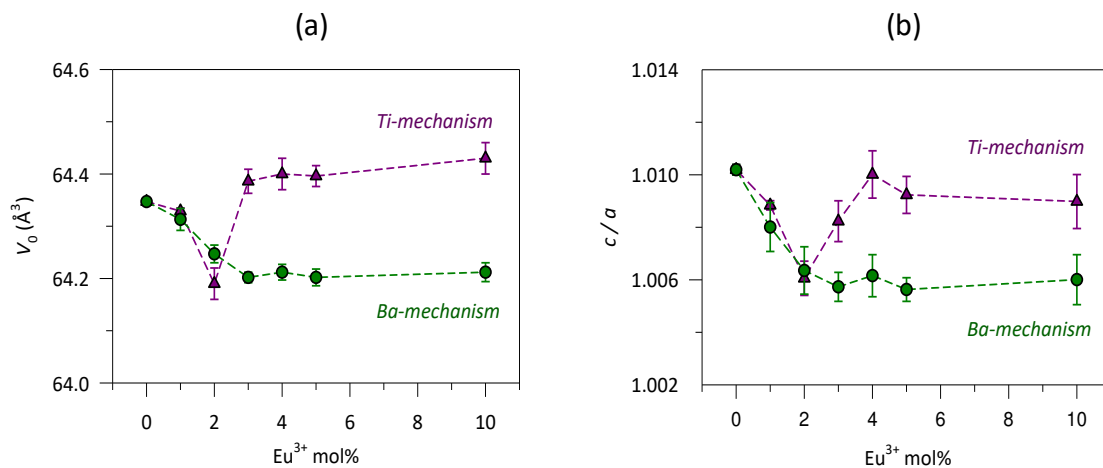 (a)
V₀ (Å³)
64.6
64.4
64.2
64.0
Ti-mechanism
Ba-mechanism
0 2 4 6 8 10
Eu³⁺ mol%
(b)
c / a
1.014
1.010
1.006
1.002
Ti-mechanism
Ba-mechanism
0 2 4 6 8 10
Eu³⁺ mol%